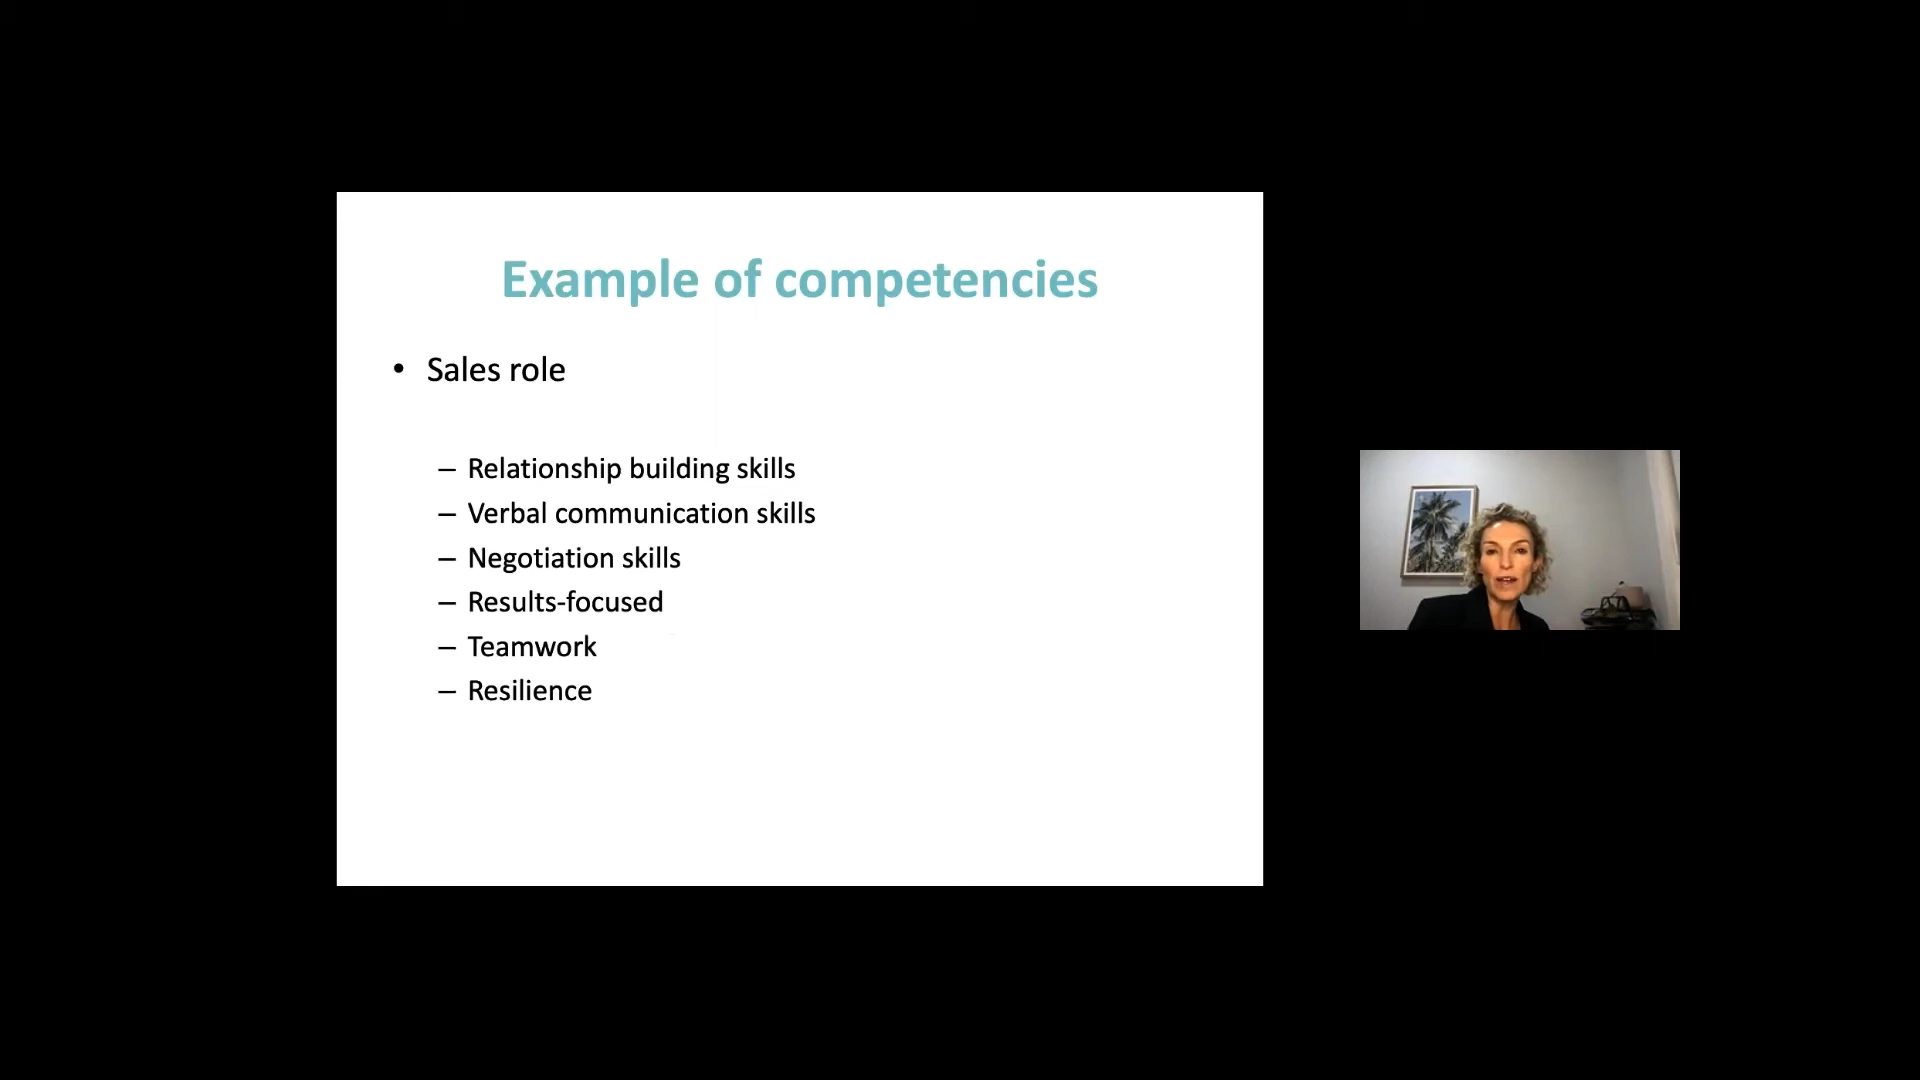 Example of competencies
• Sales role
– Relationship building skills
– Verbal communication skills
– Negotiation skills
– Results-focused
– Teamwork
– Resilience